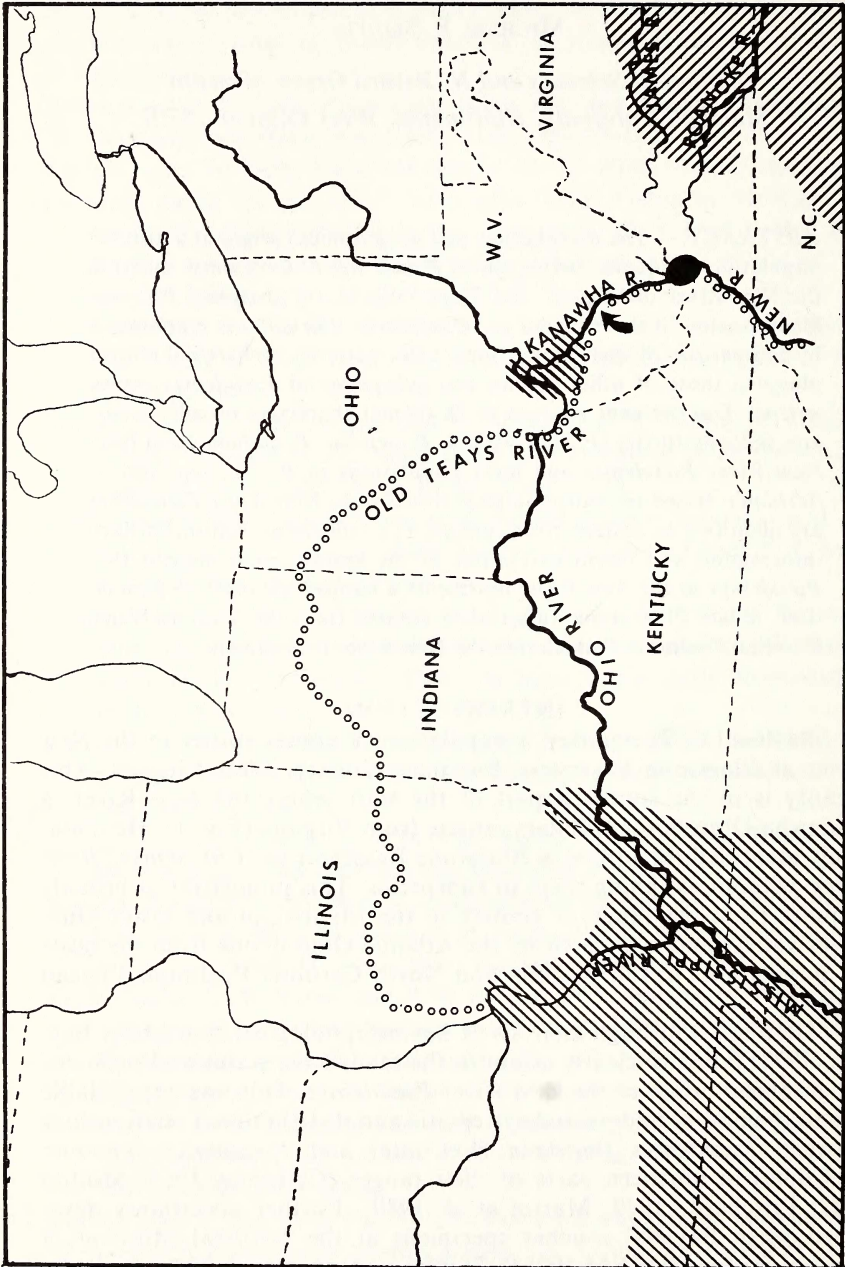 VIRGINIA
JAMES R.
ROANOKE R.
W.V.
N.C.
KANAWHA R.
NEW R.
OHIO
OLD TEAYS RIVER
KENTUCKY
INDIANA
OHIO RIVER
ILLINOIS
MISSISSIPPI RIVER